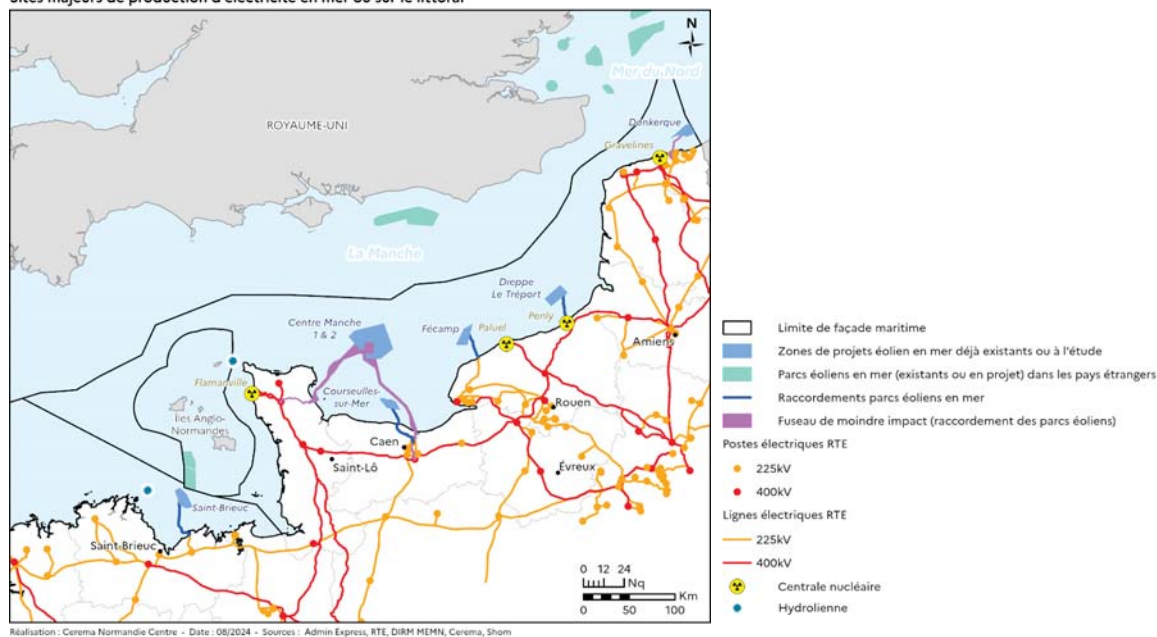 Sites majeurs de production d'électricité en mer ou sur le littoral
N
Mer du Nord
ROYAUME-UNI
Dunkerque
Gravelines
La Manche
Dieppe
Le Tréport
Centre Manche
1 & 2
Fécamp
Paluel
Penly
Amiens
Flamanville
Courseulles-
sur-Mer
Îles Anglo-
Normandes
Rouen
Caen
Saint-Lô
Évreux
Saint-Brieuc
Saint-Brieuc
0 12 24
Nq
Km
0 50 100
Limite de façade maritime
Zones de projets éolien en mer déjà existants ou à l'étude
Parcs éoliens en mer (existants ou en projet) dans les pays étrangers
Raccordements parcs éoliens en mer
Fuseau de moindre impact (raccordement des parcs éoliens)
Postes électriques RTE
225kV
400kV
Lignes électriques RTE
225kV
400kV
Centrale nucléaire
Hydrolienne
Réalisation : Cerema Normandie Centre - Date : 08/2024 - Sources : Admin Express, RTE, DIRM MEMN, Cerema, Shom